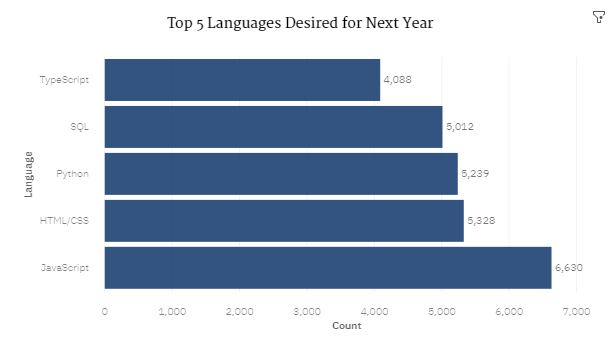 Top 5 Languages Desired for Next Year
TypeScript
4,088
SQL
5,012
Python
5,239
HTML/CSS
5,328
JavaScript
6,630
Language
0 1,000 2,000 3,000 4,000 5,000 6,000 7,000
Count